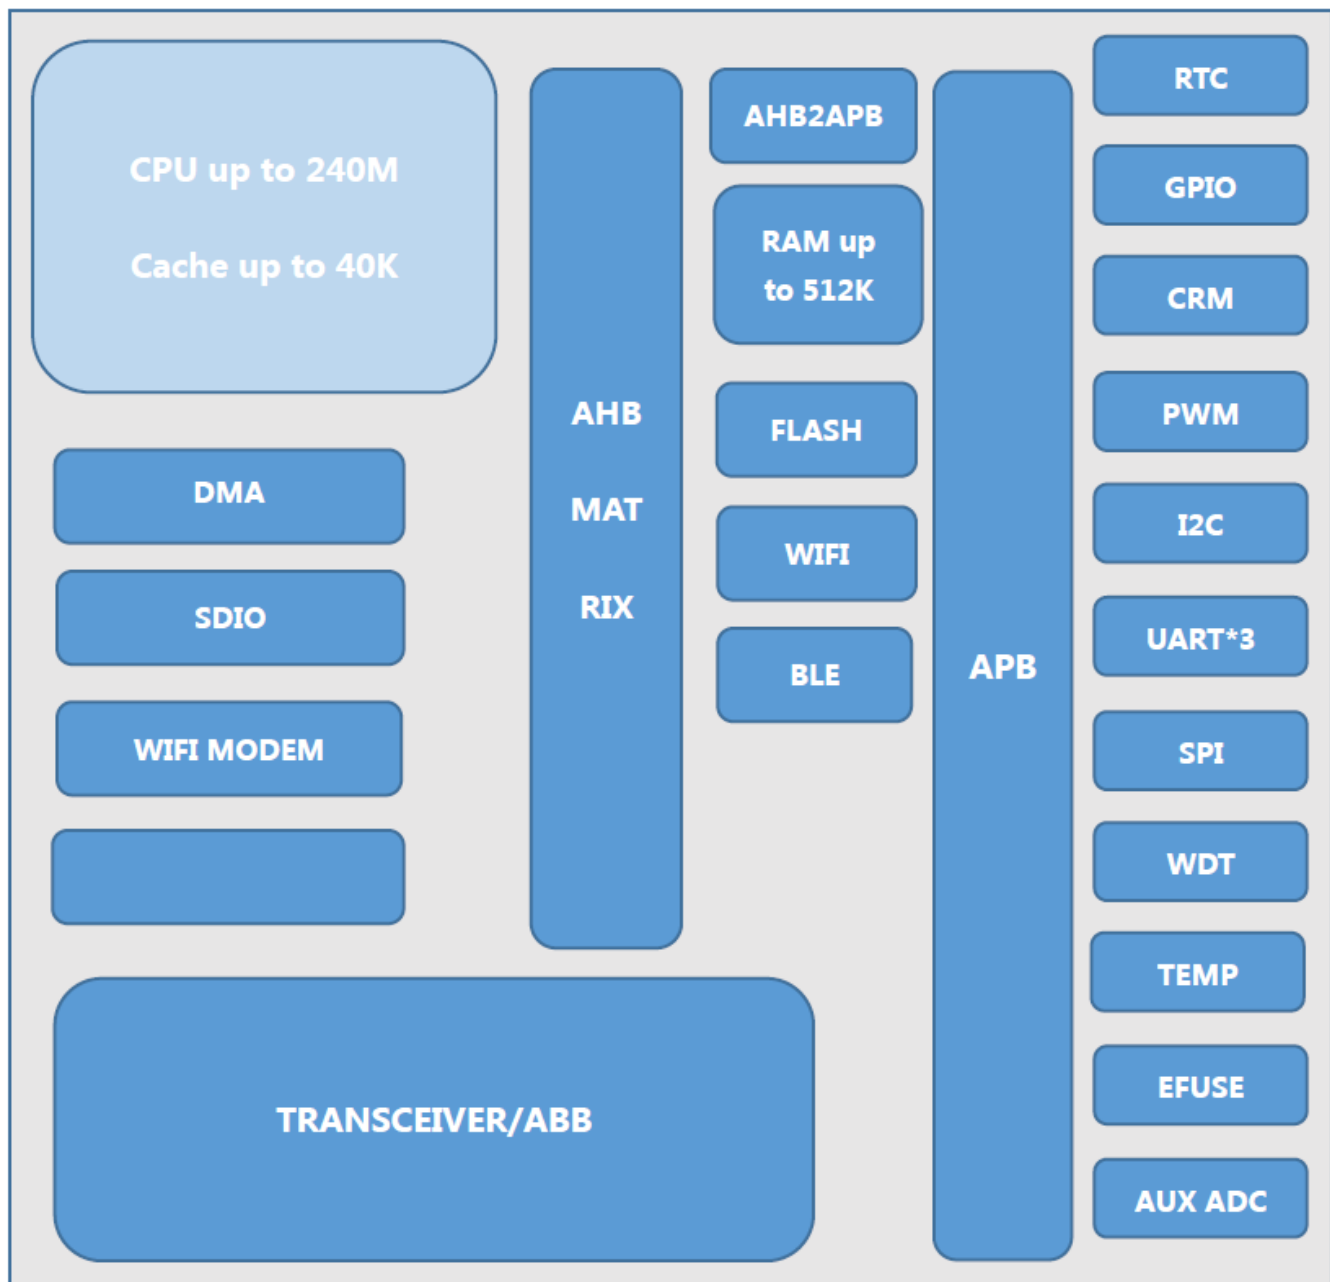 CPU up to 240M
Cache up to 40K
DMA
SDIO
WIFI MODEM
AHB
MAT
RIX
AHB2APB
RAM up
to 512K
FLASH
WIFI
BLE
APB
RTC
GPIO
CRM
PWM
I2C
UART*3
SPI
WDT
TEMP
EFUSE
AUX ADC
TRANSCEIVER/ABB